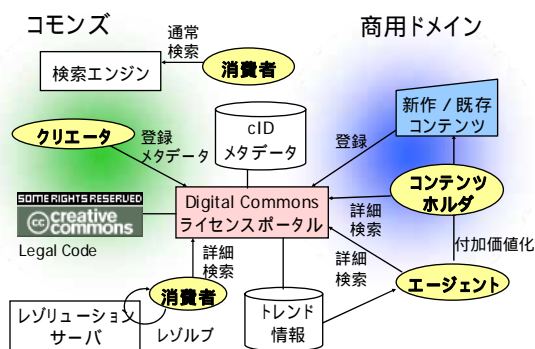 コモンズ
商用ドメイン
通常
検索
検索エンジン
消費者
新作 / 既存
コンテンツ
cID
メタデータ
クリエータ
登録
メタデータ
登録
コンテンツ
ホルダ
SOME RIGHTS RESERVED
cc creative
commons
Legal Code
Digital Commons
ライセンスポータル
詳細
検索
付加価値化
詳細
検索
詳細
検索
消費者
エージェント
レゾリューション
サーバ
レゾルブ
トレンド
情報